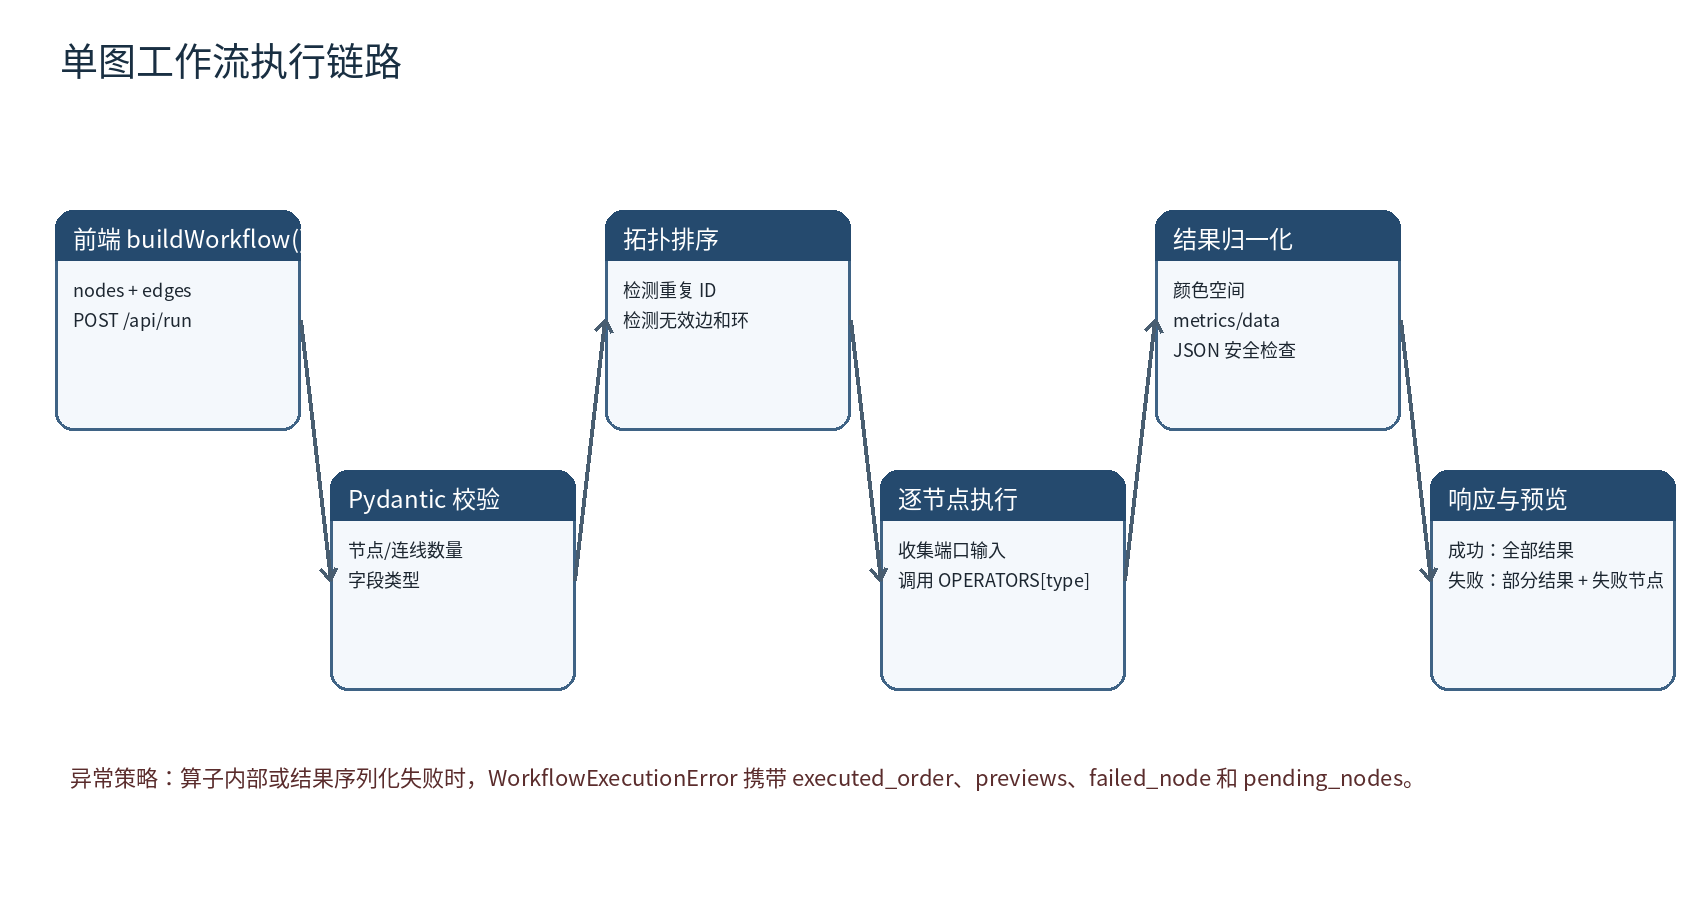 单图工作流执行链路
前端 buildWorkflow()
nodes + edges
POST /api/run
Pydantic 校验
节点/连线数量
字段类型
拓扑排序
检测重复 ID
检测无效边和环
逐节点执行
收集端口输入
调用 OPERATORS[type]
结果归一化
颜色空间
metrics/data
JSON 安全检查
响应与预览
成功：全部结果
失败：部分结果 + 失败节点
异常策略：算子内部或结果序列化失败时，WorkflowExecutionError 携带 executed_order、previews、failed_node 和 pending_nodes。